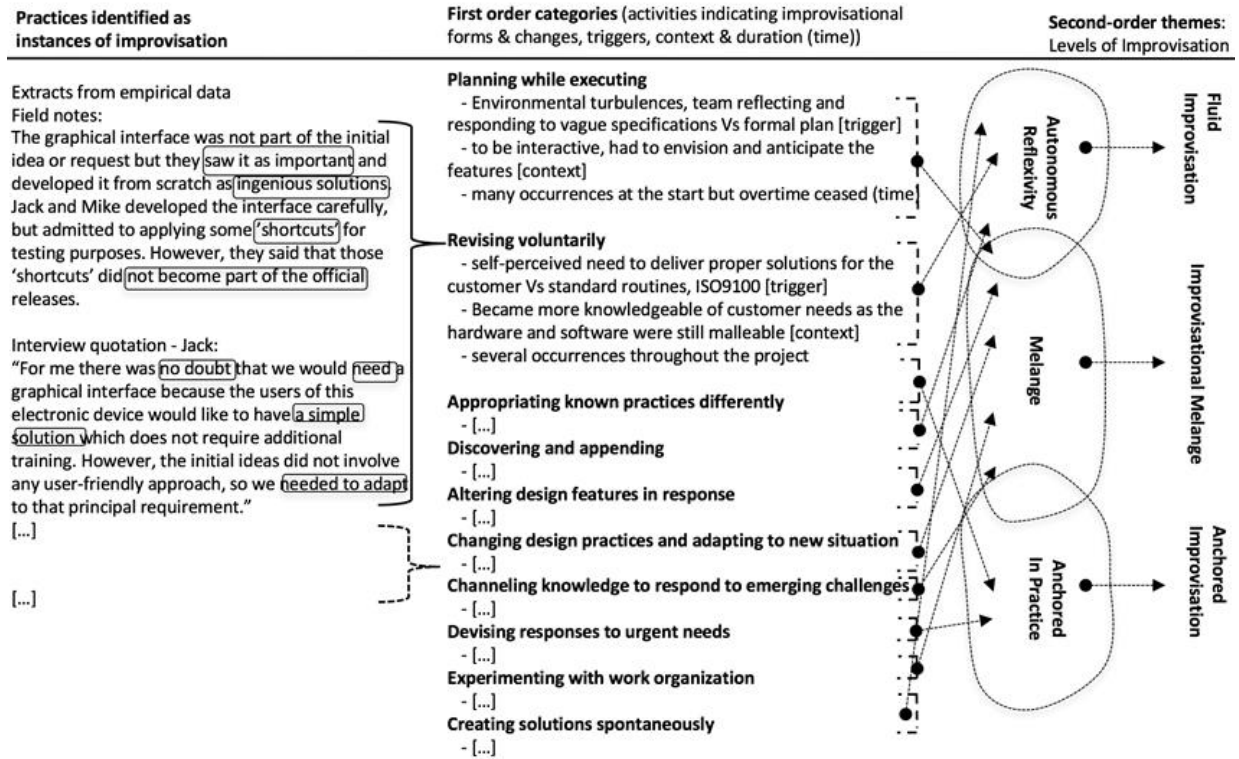 Practices identified as
instances of improvisation
First order categories (activities indicating improvisational
forms & changes, triggers, context & duration (time))
Second-order themes:
Levels of Improvisation
Extracts from empirical data
Field notes:
The graphical interface was not part of the initial
idea or request but they saw it as important and
developed it from scratch as ingenious solutions.
Jack and Mike developed the interface carefully,
but admitted to applying some 'shortcuts' for
testing purposes. However, they said that those
'shortcuts' did not become part of the official
releases.
Interview quotation - Jack:
“For me there was no doubt that we would need a
graphical interface because the users of this
electronic device would like to have a simple
solution which does not require additional
training. However, the initial ideas did not involve
any user-friendly approach, so we needed to adapt
to that principal requirement.”
[...]
[...]
Planning while executing
- Environmental turbulences, team reflecting and
responding to vague specifications Vs formal plan [trigger]
- to be interactive, had to envision and anticipate the
features [context]
- many occurrences at the start but overtime ceased (time)
Revising voluntarily
- self-perceived need to deliver proper solutions for the
customer Vs standard routines, ISO9100 [trigger]
- Became more knowledgeable of customer needs as the
hardware and software were still malleable [context]
- several occurrences throughout the project
Appropriating known practices differently
- [...]
Discovering and appending
- [...]
Altering design features in response
- [...]
Changing design practices and adapting to new situation
- [...]
Channeling knowledge to respond to emerging challenges
- [...]
Devising responses to urgent needs
- [...]
Experimenting with work organization
- [...]
Creating solutions spontaneously
- [...]
Autonomous
Reflexivity
Melange
Anchored
In Practice
Fluid
Improvisation
Improvisational Melange
Anchored
Improvisation